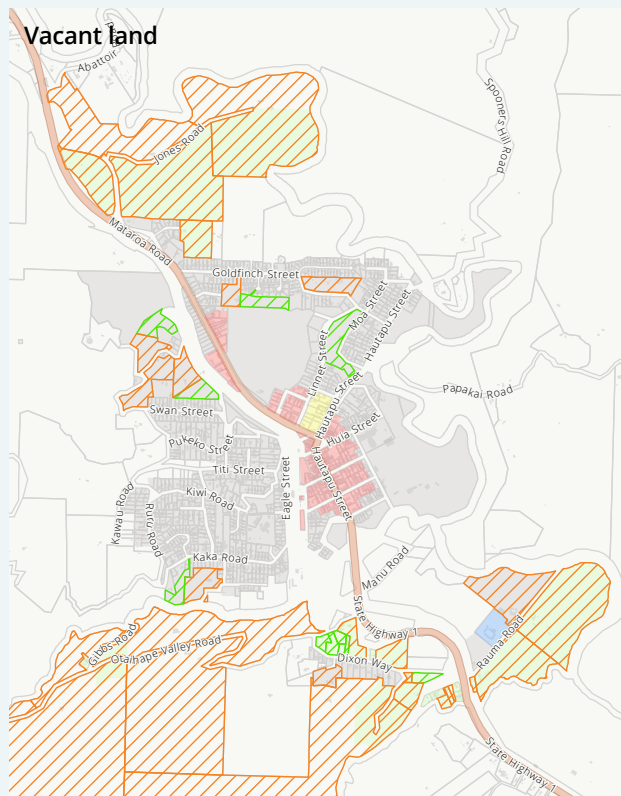 Vacant land
Road
Abattoir
Jones Road
Spooners Hill Road
Mataroa Road
Goldfinch Street
Moa Street
Hautapu Street
Linnet Street
Hautapu Street
Papakai Road
Swan Street
Huia Street
Pukeko Street
Titi Street
Hautapu Street
Eagle Street
Kiwi Road
Kawau Road
Ruru Road
Kaka Road
Manu Road
State Highway 1
Gibbs Road
Otaihape Valley Road
Rauma Road
Dixon Way
State Highway 1